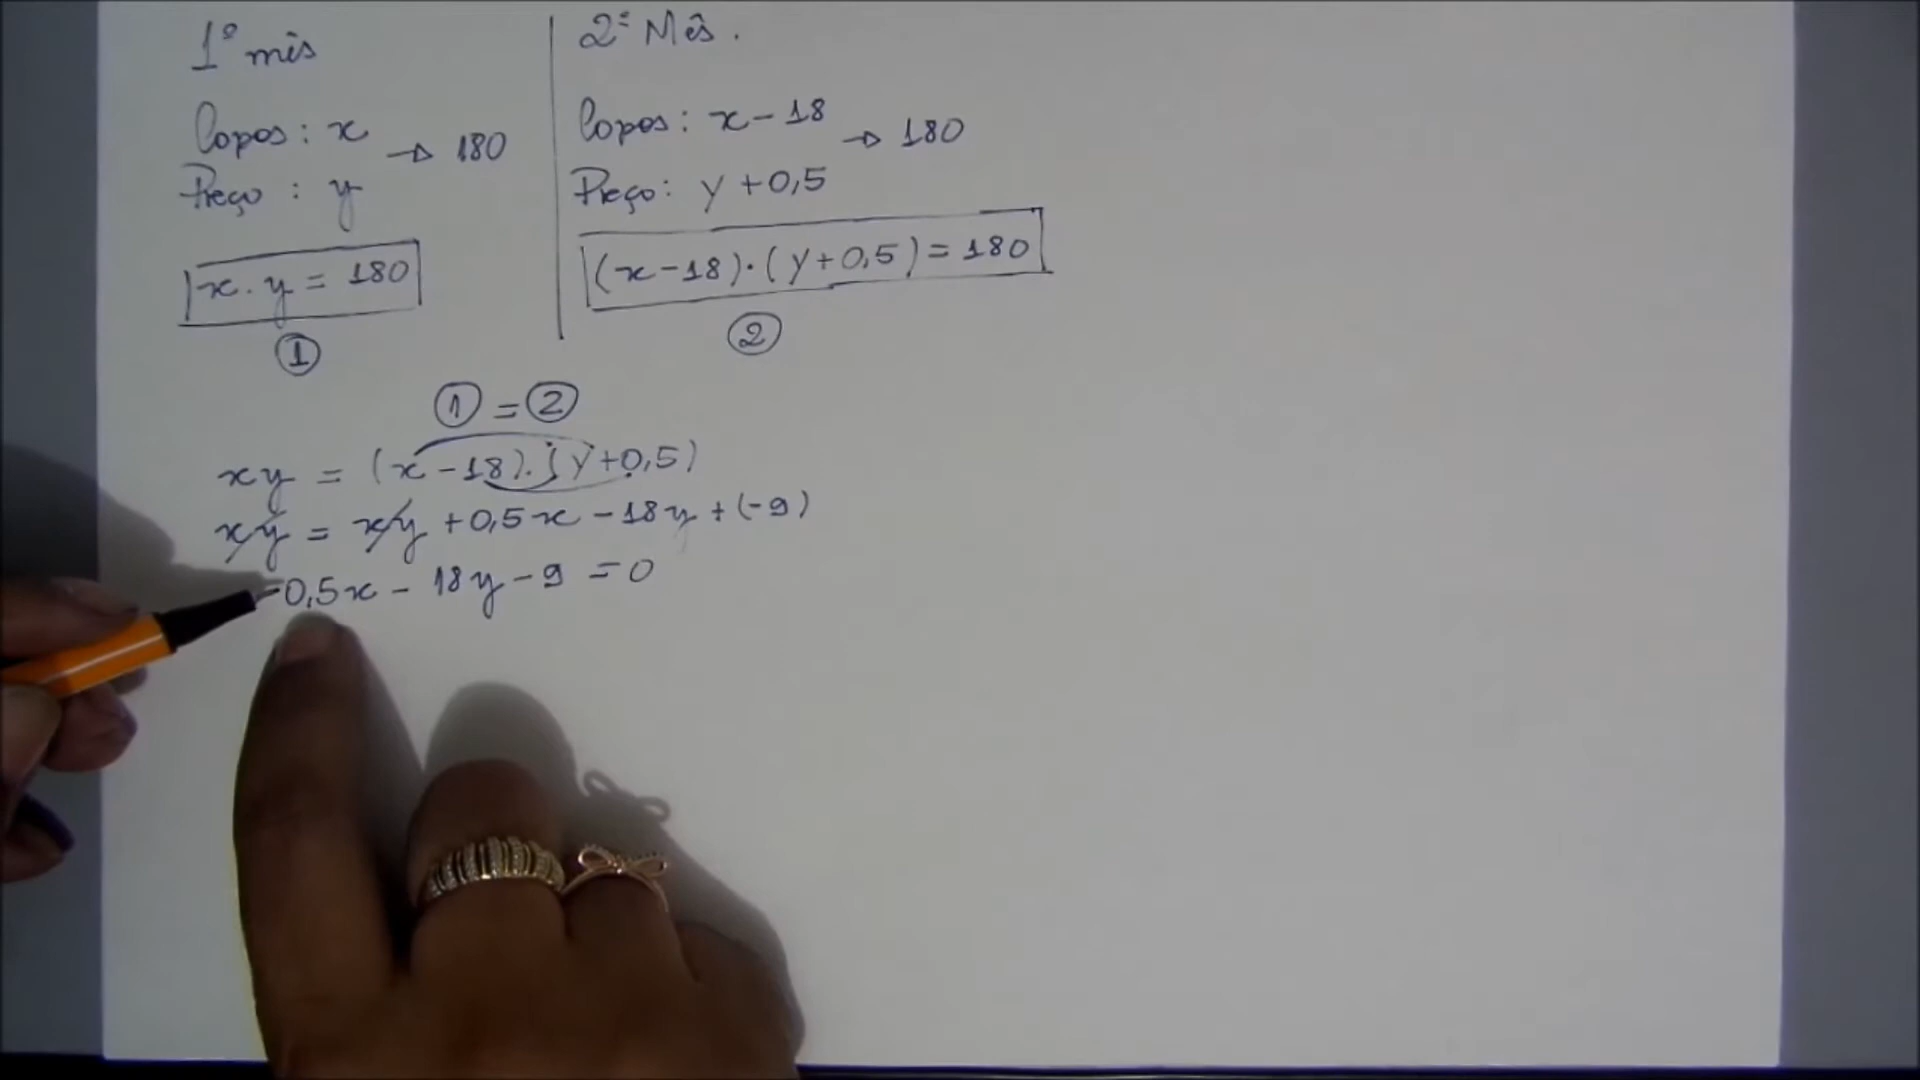 1º mês
Copos: x → 180
Preço: y
x . y = 180
①
2º Mês.
Copos: x - 18 → 180
Preço: y + 0,5
(x - 18) . (y + 0,5) = 180
②
① = ②
xy = (x - 18) . (y + 0,5)
xy = xy + 0,5x - 18y + (-9)
0,5x - 18y - 9 = 0